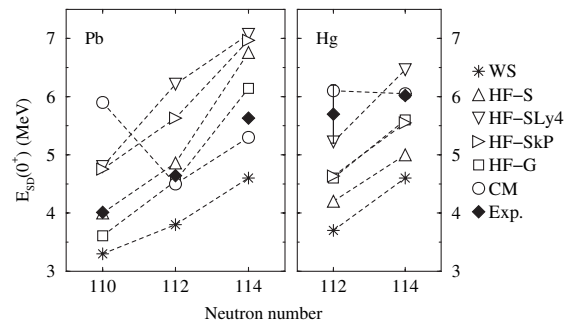 Pb
Hg
7
6
5
4
3
E_SD(0^+) (MeV)
110
112
114
112
114
7
6
5
4
3
Neutron number
WS
HF−S
HF−SLy4
HF−SkP
HF−G
CM
Exp.